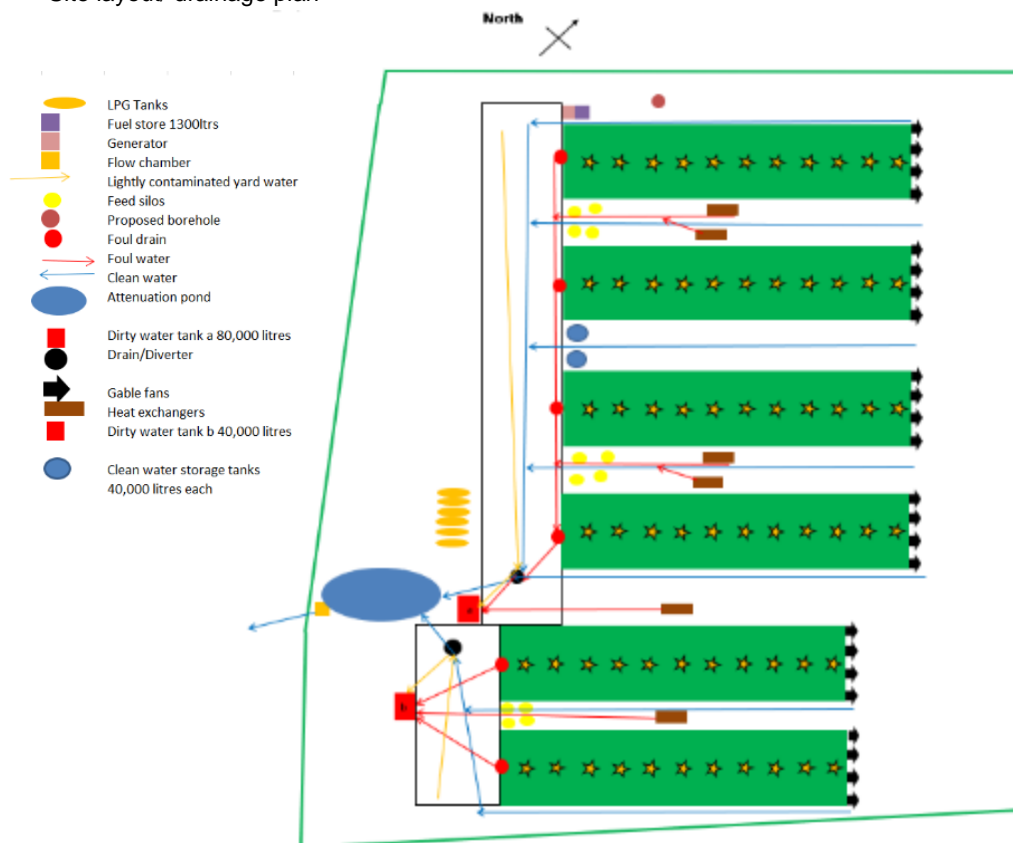 Site layout/ drainage plan
North
LPG Tanks
Fuel store 1300ltrs
Generator
Flow chamber
Lightly contaminated yard water
Feed silos
Proposed borehole
Foul drain
Foul water
Clean water
Attenuation pond
Dirty water tank a 80,000 litres
Drain/Diverter
Gable fans
Heat exchangers
Dirty water tank b 40,000 litres
Clean water storage tanks
40,000 litres each
a
b